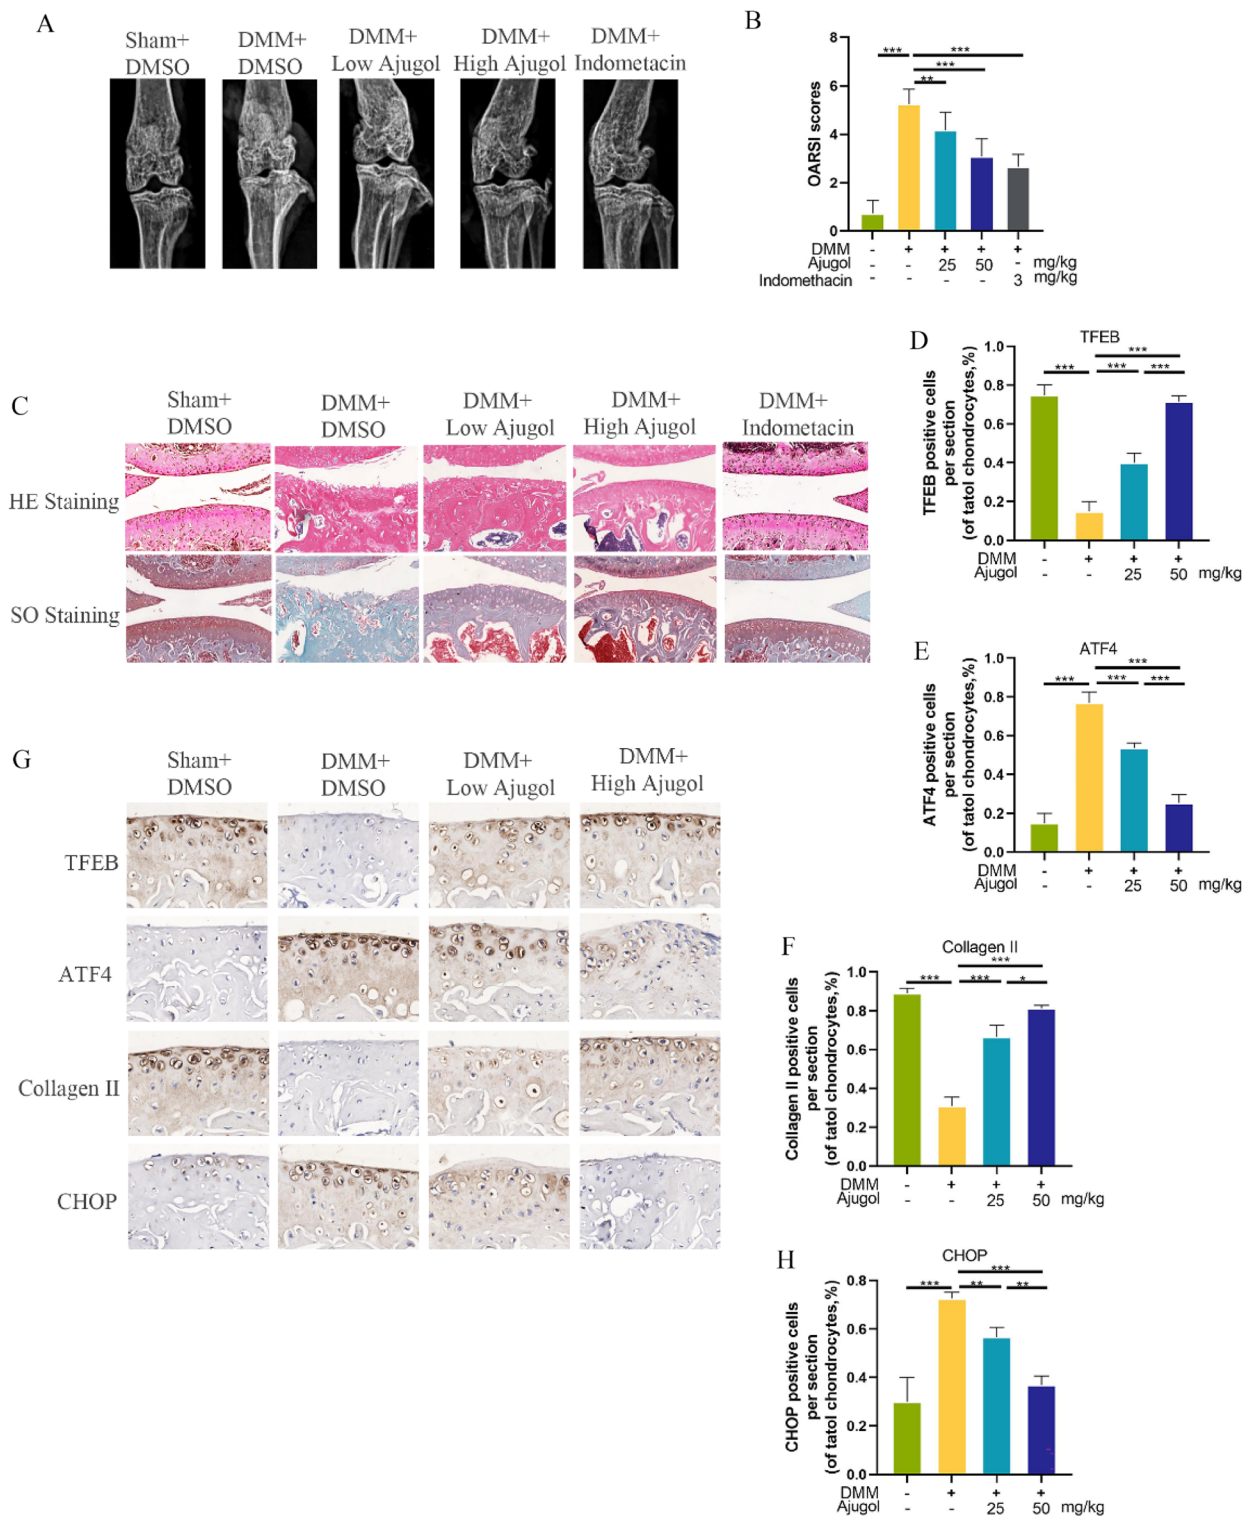 A
Sham+
DMSO
DMM+
DMSO
DMM+
Low Ajugol
DMM+
High Ajugol
DMM+
Indometacin
B
OARSI scores
8
6
4
2
0
***
***
***
**
DMM - + + + +
Ajugol - - 25 50 - mg/kg
Indomethacin - - - - 3 mg/kg
C
Sham+
DMSO
DMM+
DMSO
DMM+
Low Ajugol
DMM+
High Ajugol
DMM+
Indometacin
HE Staining
SO Staining
D
TFEB
TFEB positive cells
per section
(of tatol chondrocytes,%)
1.0
0.8
0.6
0.4
0.2
0.0
***
*** *** ***
DMM - + + +
Ajugol - - 25 50 mg/kg
E
ATF4
ATF4 positive cells
per section
(of tatol chondrocytes,%)
1.0
0.8
0.6
0.4
0.2
0.0
***
*** *** ***
DMM - + + +
Ajugol - - 25 50 mg/kg
G
Sham+
DMSO
DMM+
DMSO
DMM+
Low Ajugol
DMM+
High Ajugol
TFEB
ATF4
Collagen II
CHOP
F
Collagen II
Collagen II positive cells
per section
(of tatol chondrocytes,%)
1.0
0.8
0.6
0.4
0.2
0.0
***
*** *** *
DMM - + + +
Ajugol - - 25 50 mg/kg
H
CHOP
CHOP positive cells
per section
(of tatol chondrocytes,%)
0.8
0.6
0.4
0.2
0.0
***
*** ** **
DMM - + + +
Ajugol - - 25 50 mg/kg